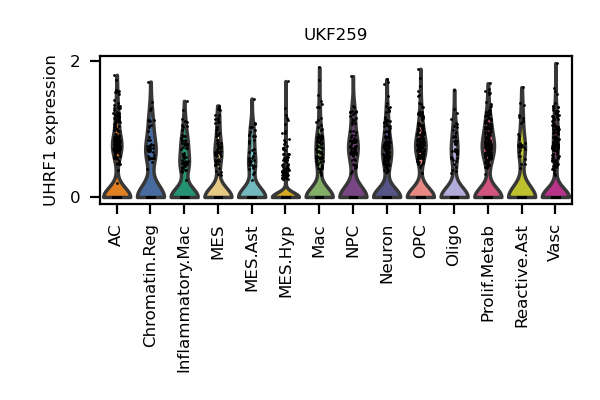 UKF259
UHRF1 expression
2
0
AC
Chromatin.Reg
Inflammatory.Mac
MES
MES.Ast
MES.Hyp
Mac
NPC
Neuron
OPC
Oligo
Prolif.Metab
Reactive.Ast
Vasc